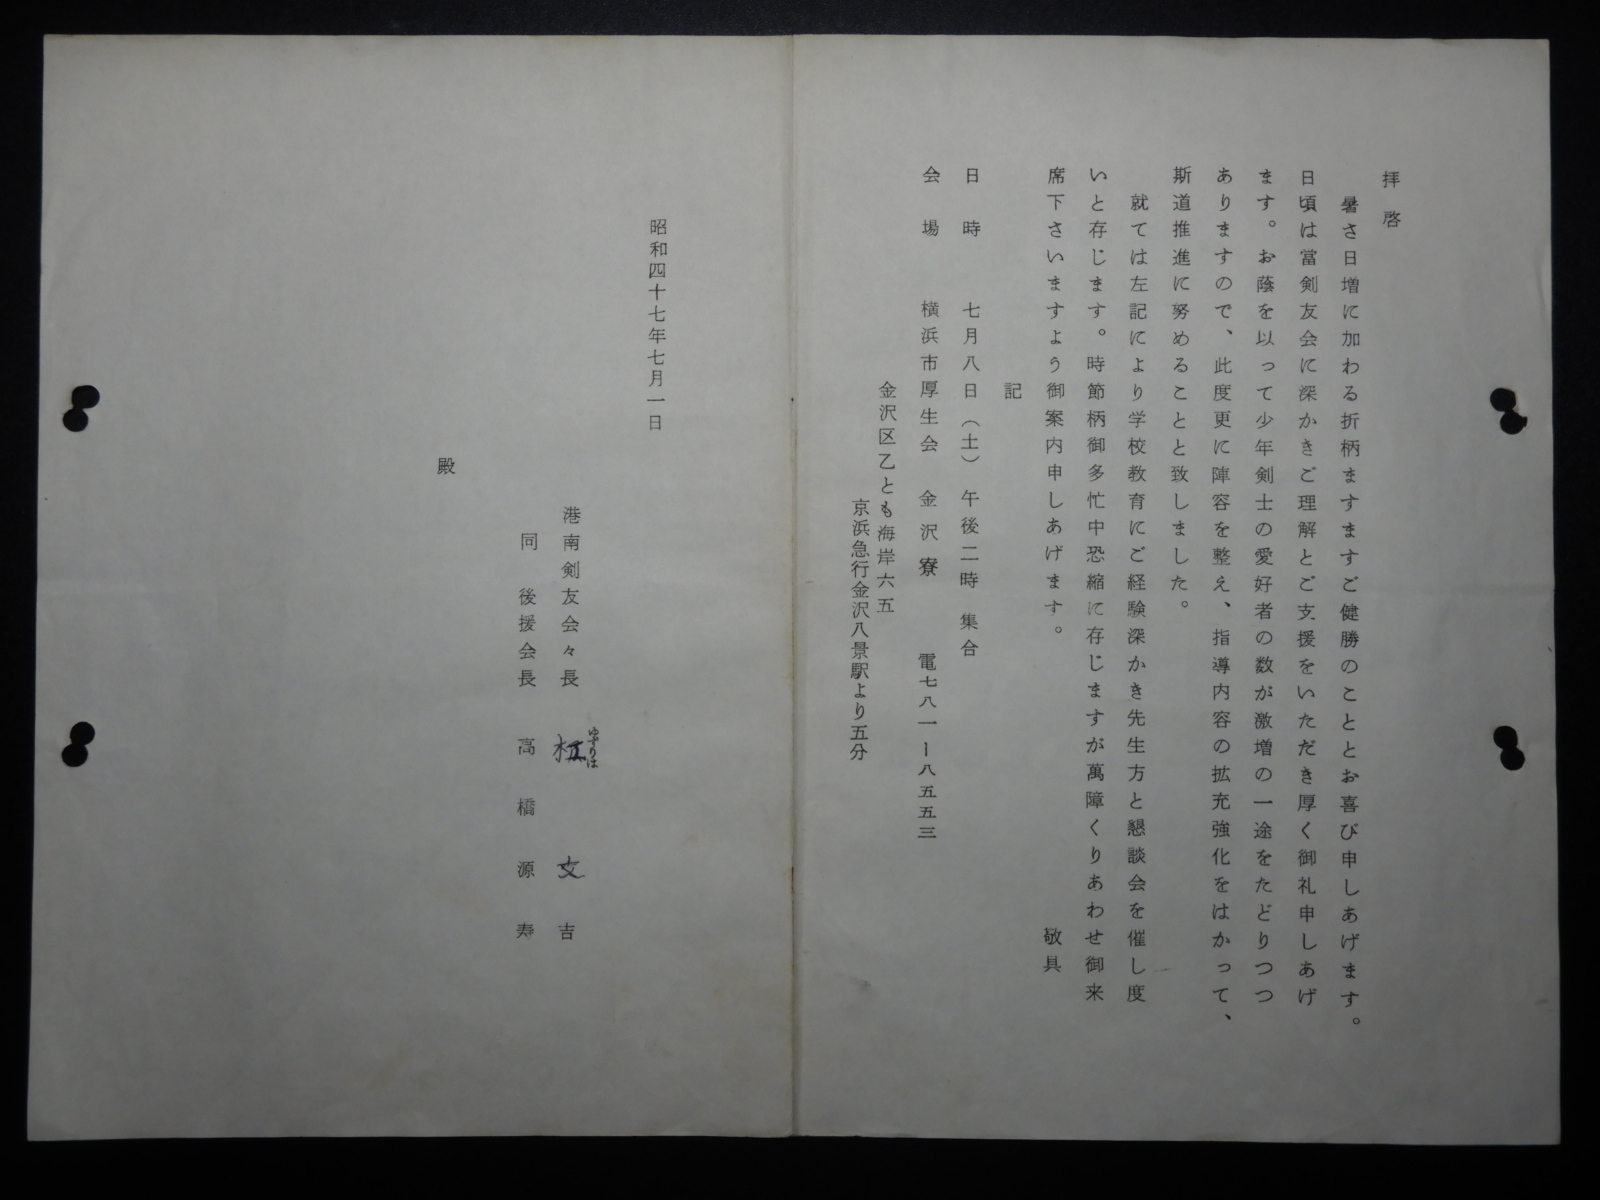 拝啓
暑さ日増に加わる折柄ますますご健勝のこととお喜び申しあげます。
日頃は當剣友会に深かきご理解とご支援をいただき厚く御礼申しあげ
ます。お蔭を以って少年剣士の愛好者の数が激増の一途をたどりつつ
ありますので、此度更に陣容を整え、指導内容の拡充強化をはかって、
斯道推進に努めることと致しました。
就ては左記により学校教育にご経験深かき先生方と懇談会を催し度
いと存じます。時節柄御多忙中恐縮に存じますが萬障くりあわせ御来
席下さいますよう御案内申しあげます。
敬具
記
日時 七月八日(土)午後二時 集合
会場 横浜市厚生会 金沢寮 電七八一ー八五五三
金沢区乙とも海岸六五
京浜急行金沢八景駅より五分
昭和四十七年七月一日
港南剣友会々長 杠 文吉
ゆずりは
同 後援会長 高橋源寿
殿